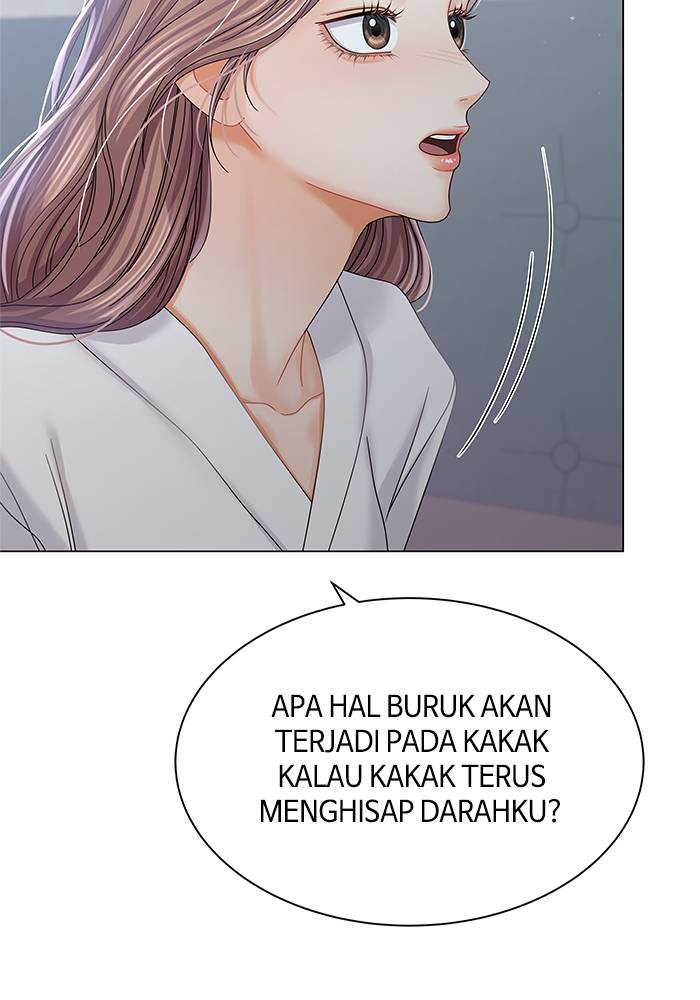 APA HAL BURUK AKAN
TERJADI PADA KAKAK
KALAU KAKAK TERUS
MENGHISAP DARAHKU?